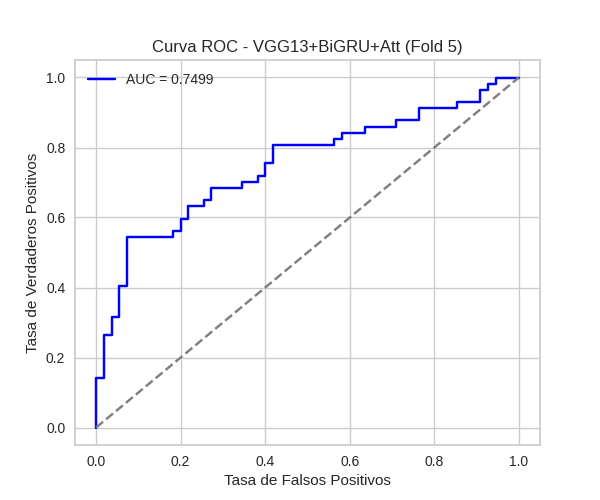 Curva ROC - VGG13+BiGRU+Att (Fold 5)
AUC = 0.7499
Tasa de Verdaderos Positivos
1.0
0.8
0.6
0.4
0.2
0.0
0.0 0.2 0.4 0.6 0.8 1.0
Tasa de Falsos Positivos